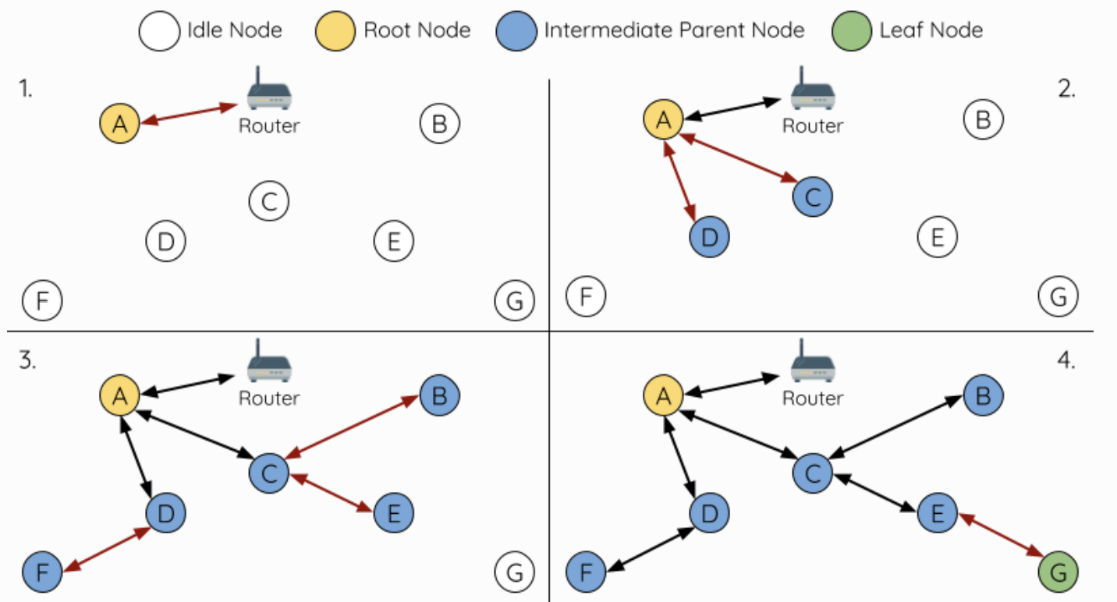 Idle Node Root Node Intermediate Parent Node Leaf Node
1.
A
Router
B
C
D
E
F
G
2.
A
Router
B
C
D
E
F
G
3.
A
Router
B
C
D
E
F
G
4.
A
Router
B
C
D
E
F
G